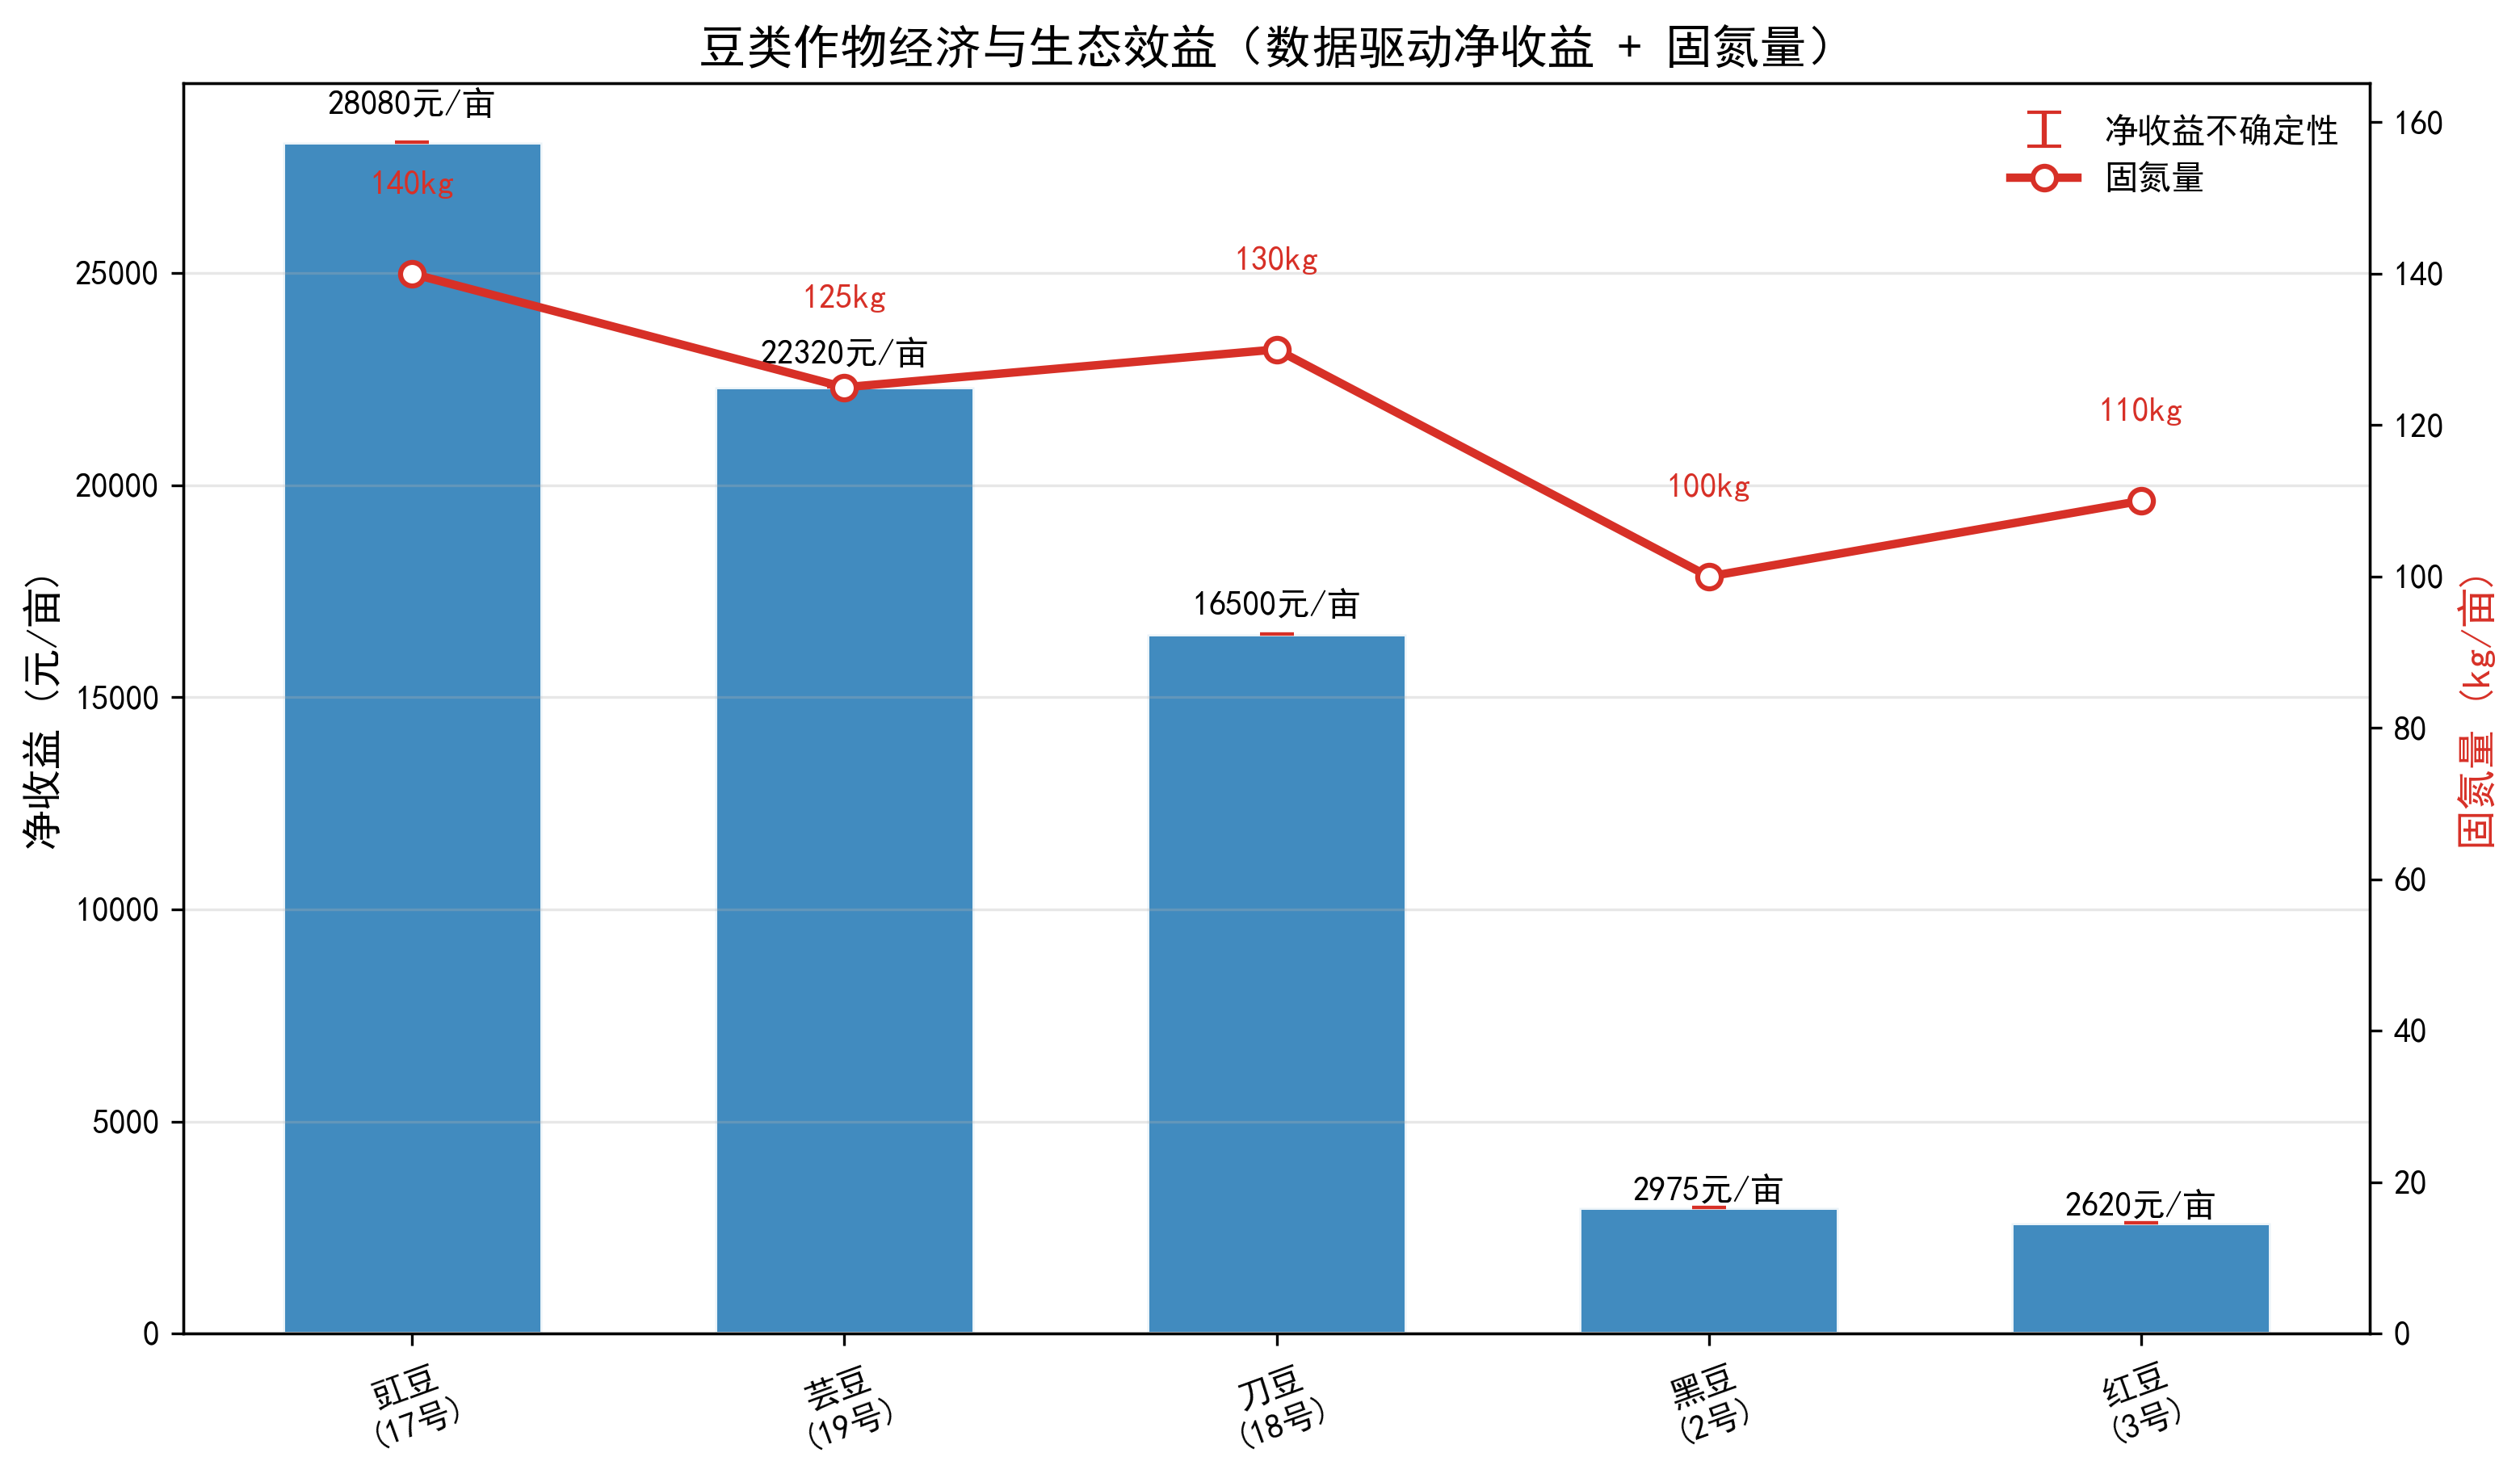 豆类作物经济与生态效益（数据驱动净收益 + 固氮量）
净收益不确定性
固氮量
28080元/亩
140kg
125kg
22320元/亩
130kg
16500元/亩
100kg
2975元/亩
110kg
2620元/亩
净收益 （元/亩）
25000
20000
15000
10000
5000
0
固氮量 （kg/亩）
160
140
120
100
80
60
40
20
0
豇豆
(17号)
芸豆
(19号)
刀豆
(18号)
黑豆
(2号)
红豆
(3号)